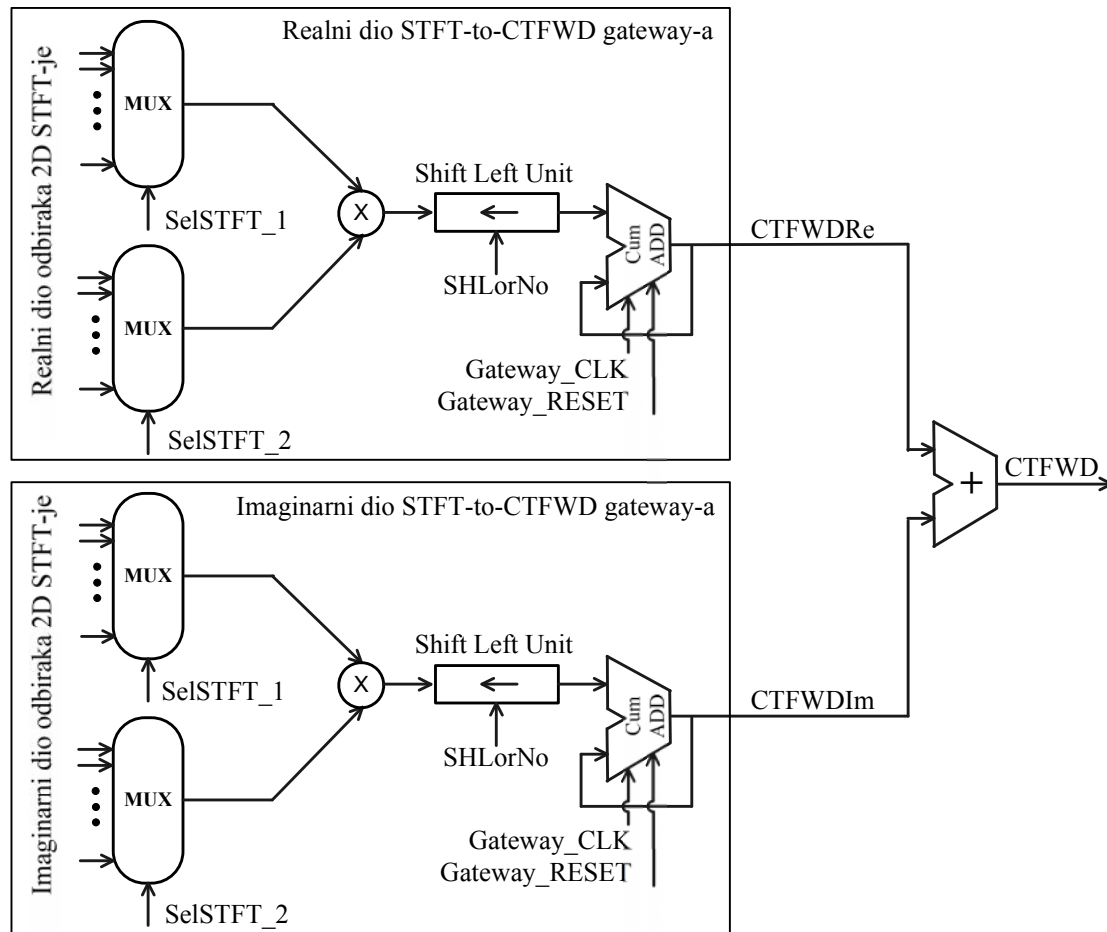 Realni dio STFT-to-CTFWD gateway-a
Realni dio odbiraka 2D STFT-je
MUX
SelSTFT_1
MUX
SelSTFT_2
X
Shift Left Unit
SHLorNo
Cum
ADD
Gateway_CLK
Gateway_RESET
CTFWDRe
Imaginarni dio STFT-to-CTFWD gateway-a
Imaginarni dio odbiraka 2D STFT-je
MUX
SelSTFT_1
MUX
SelSTFT_2
X
Shift Left Unit
SHLorNo
Cum
ADD
Gateway_CLK
Gateway_RESET
CTFWDIm
+
CTFWD